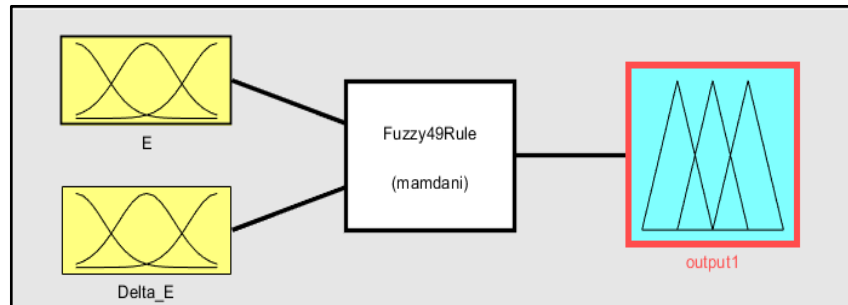 E
Delta_E
Fuzzy49Rule
(mamdani)
output1